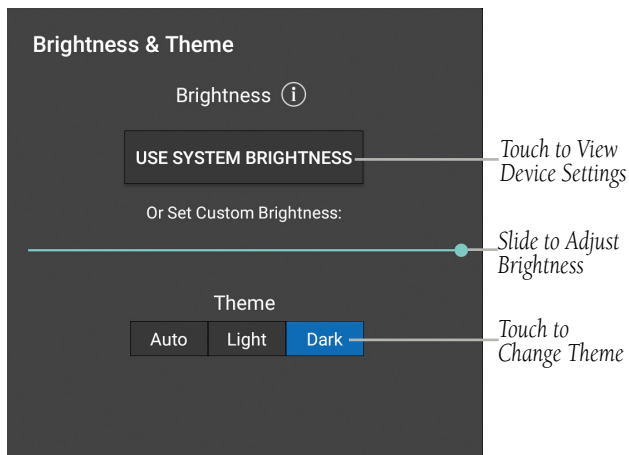 Brightness & Theme
Brightness i
USE SYSTEM BRIGHTNESS
Touch to View
Device Settings
Or Set Custom Brightness:
Slide to Adjust
Brightness
Theme
Auto Light Dark
Touch to
Change Theme